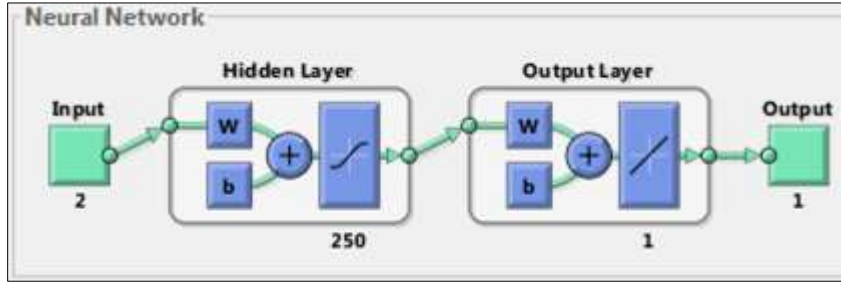 Neural Network
Hidden Layer
Output Layer
Input
Output
W
W
b
b
2
250
1
1